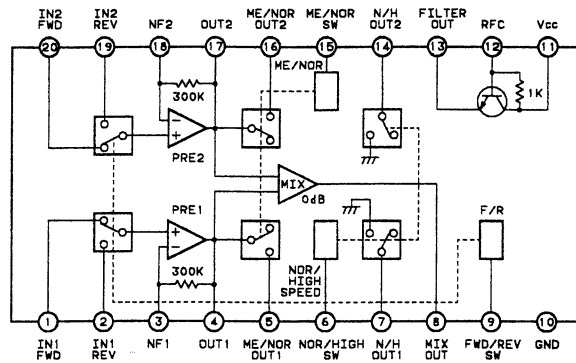 IN2 FWD
IN2 REV
NF2
OUT2
ME/NOR OUT2
ME/NOR SW
N/H OUT2
FILTER OUT
RFC
Vcc
20
19
18
17
16
15
14
13
12
11
ME/NOR
300K
1K
PRE2
MIX
0dB
PRE1
F/R
300K
NOR/
HIGH
SPEED
1
2
3
4
5
6
7
8
9
10
IN1 FWD
IN1 REV
NF1
OUT1
ME/NOR OUT1
NOR/HIGH SW
N/H OUT1
MIX OUT
FWD/REV SW
GND